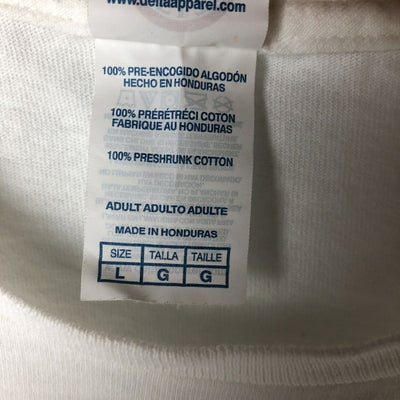 www.deltaapparel.com
100% PRE-ENCOGIDO ALGODÓN
HECHO EN HONDURAS
100% PRÉRÉTRÉCI COTON
FABRIQUE AU HONDURAS
100% PRESHRUNK COTTON
ADULT ADULTO ADULTE
MADE IN HONDURAS
SIZE TALLA TAILLE
L G G